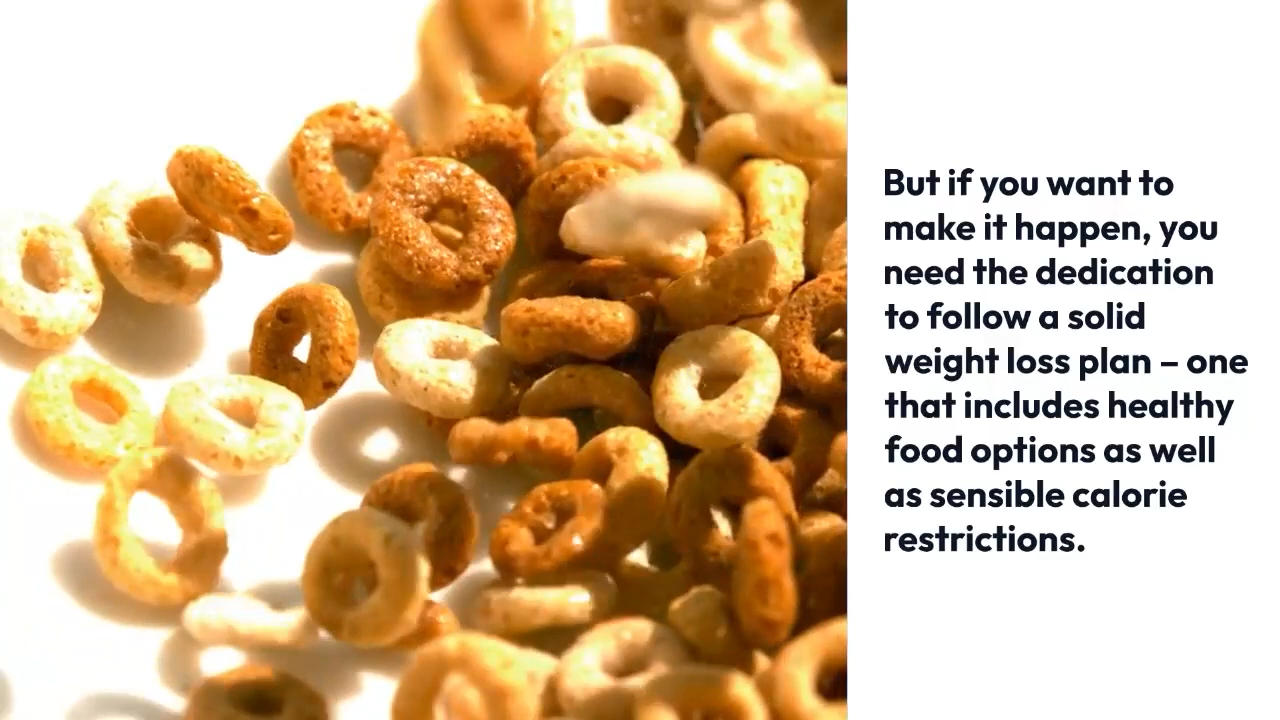 But if you want to
make it happen, you
need the dedication
to follow a solid
weight loss plan – one
that includes healthy
food options as well
as sensible calorie
restrictions.